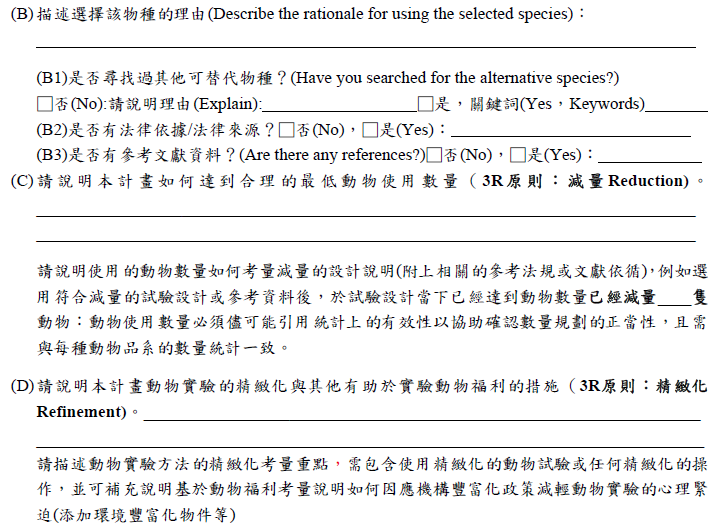 (B)描述選擇該物種的理由(Describe the rationale for using the selected species)：
(B1)是否尋找過其他可替代物種？(Have you searched for the alternative species?)
□否(No):請說明理由(Explain):____________________□是，關鍵詞(Yes，Keywords)________
(B2)是否有法律依據/法律來源？□否(No)，□是(Yes)：______________________________
(B3)是否有參考文獻資料？(Are there any references?)□否(No)，□是(Yes)：_____________
(C)請說明本計畫如何達到合理的最低動物使用數量（3R原則：減量Reduction)。
請說明使用的動物數量如何考量減量的設計說明(附上相關的參考法規或文獻依循)，例如選
用符合減量的試驗設計或參考資料後，於試驗設計當下已經達到動物數量已經減量____隻
動物：動物使用數量必須儘可能引用統計上的有效性以協助確認數量規劃的正當性，且需
與每種動物品系的數量統計一致。
(D)請說明本計畫動物實驗的精緻化與其他有助於實驗動物福利的措施（3R原則：精緻化
Refinement)。____________________
請描述動物實驗方法的精緻化考量重點，需包含使用精緻化的動物試驗或任何精緻化的操
作，並可補充說明基於動物福利考量說明如何因應機構豐富化政策減輕動物實驗的心理緊
迫(添加環境豐富化物件等)